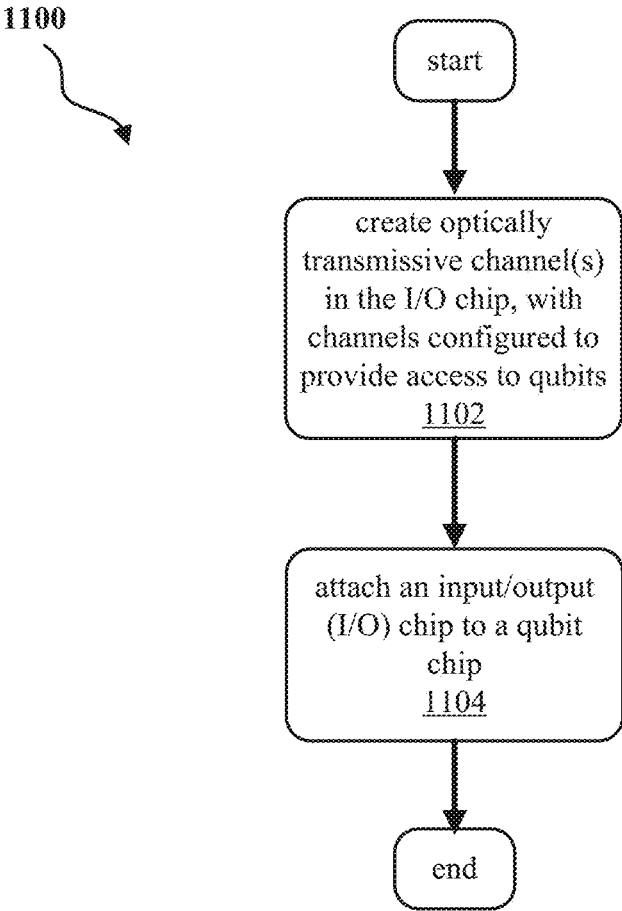 1100
start
create optically
transmissive channel(s)
in the I/O chip, with
channels configured to
provide access to qubits
1102
attach an input/output
(I/O) chip to a qubit
chip
1104
end